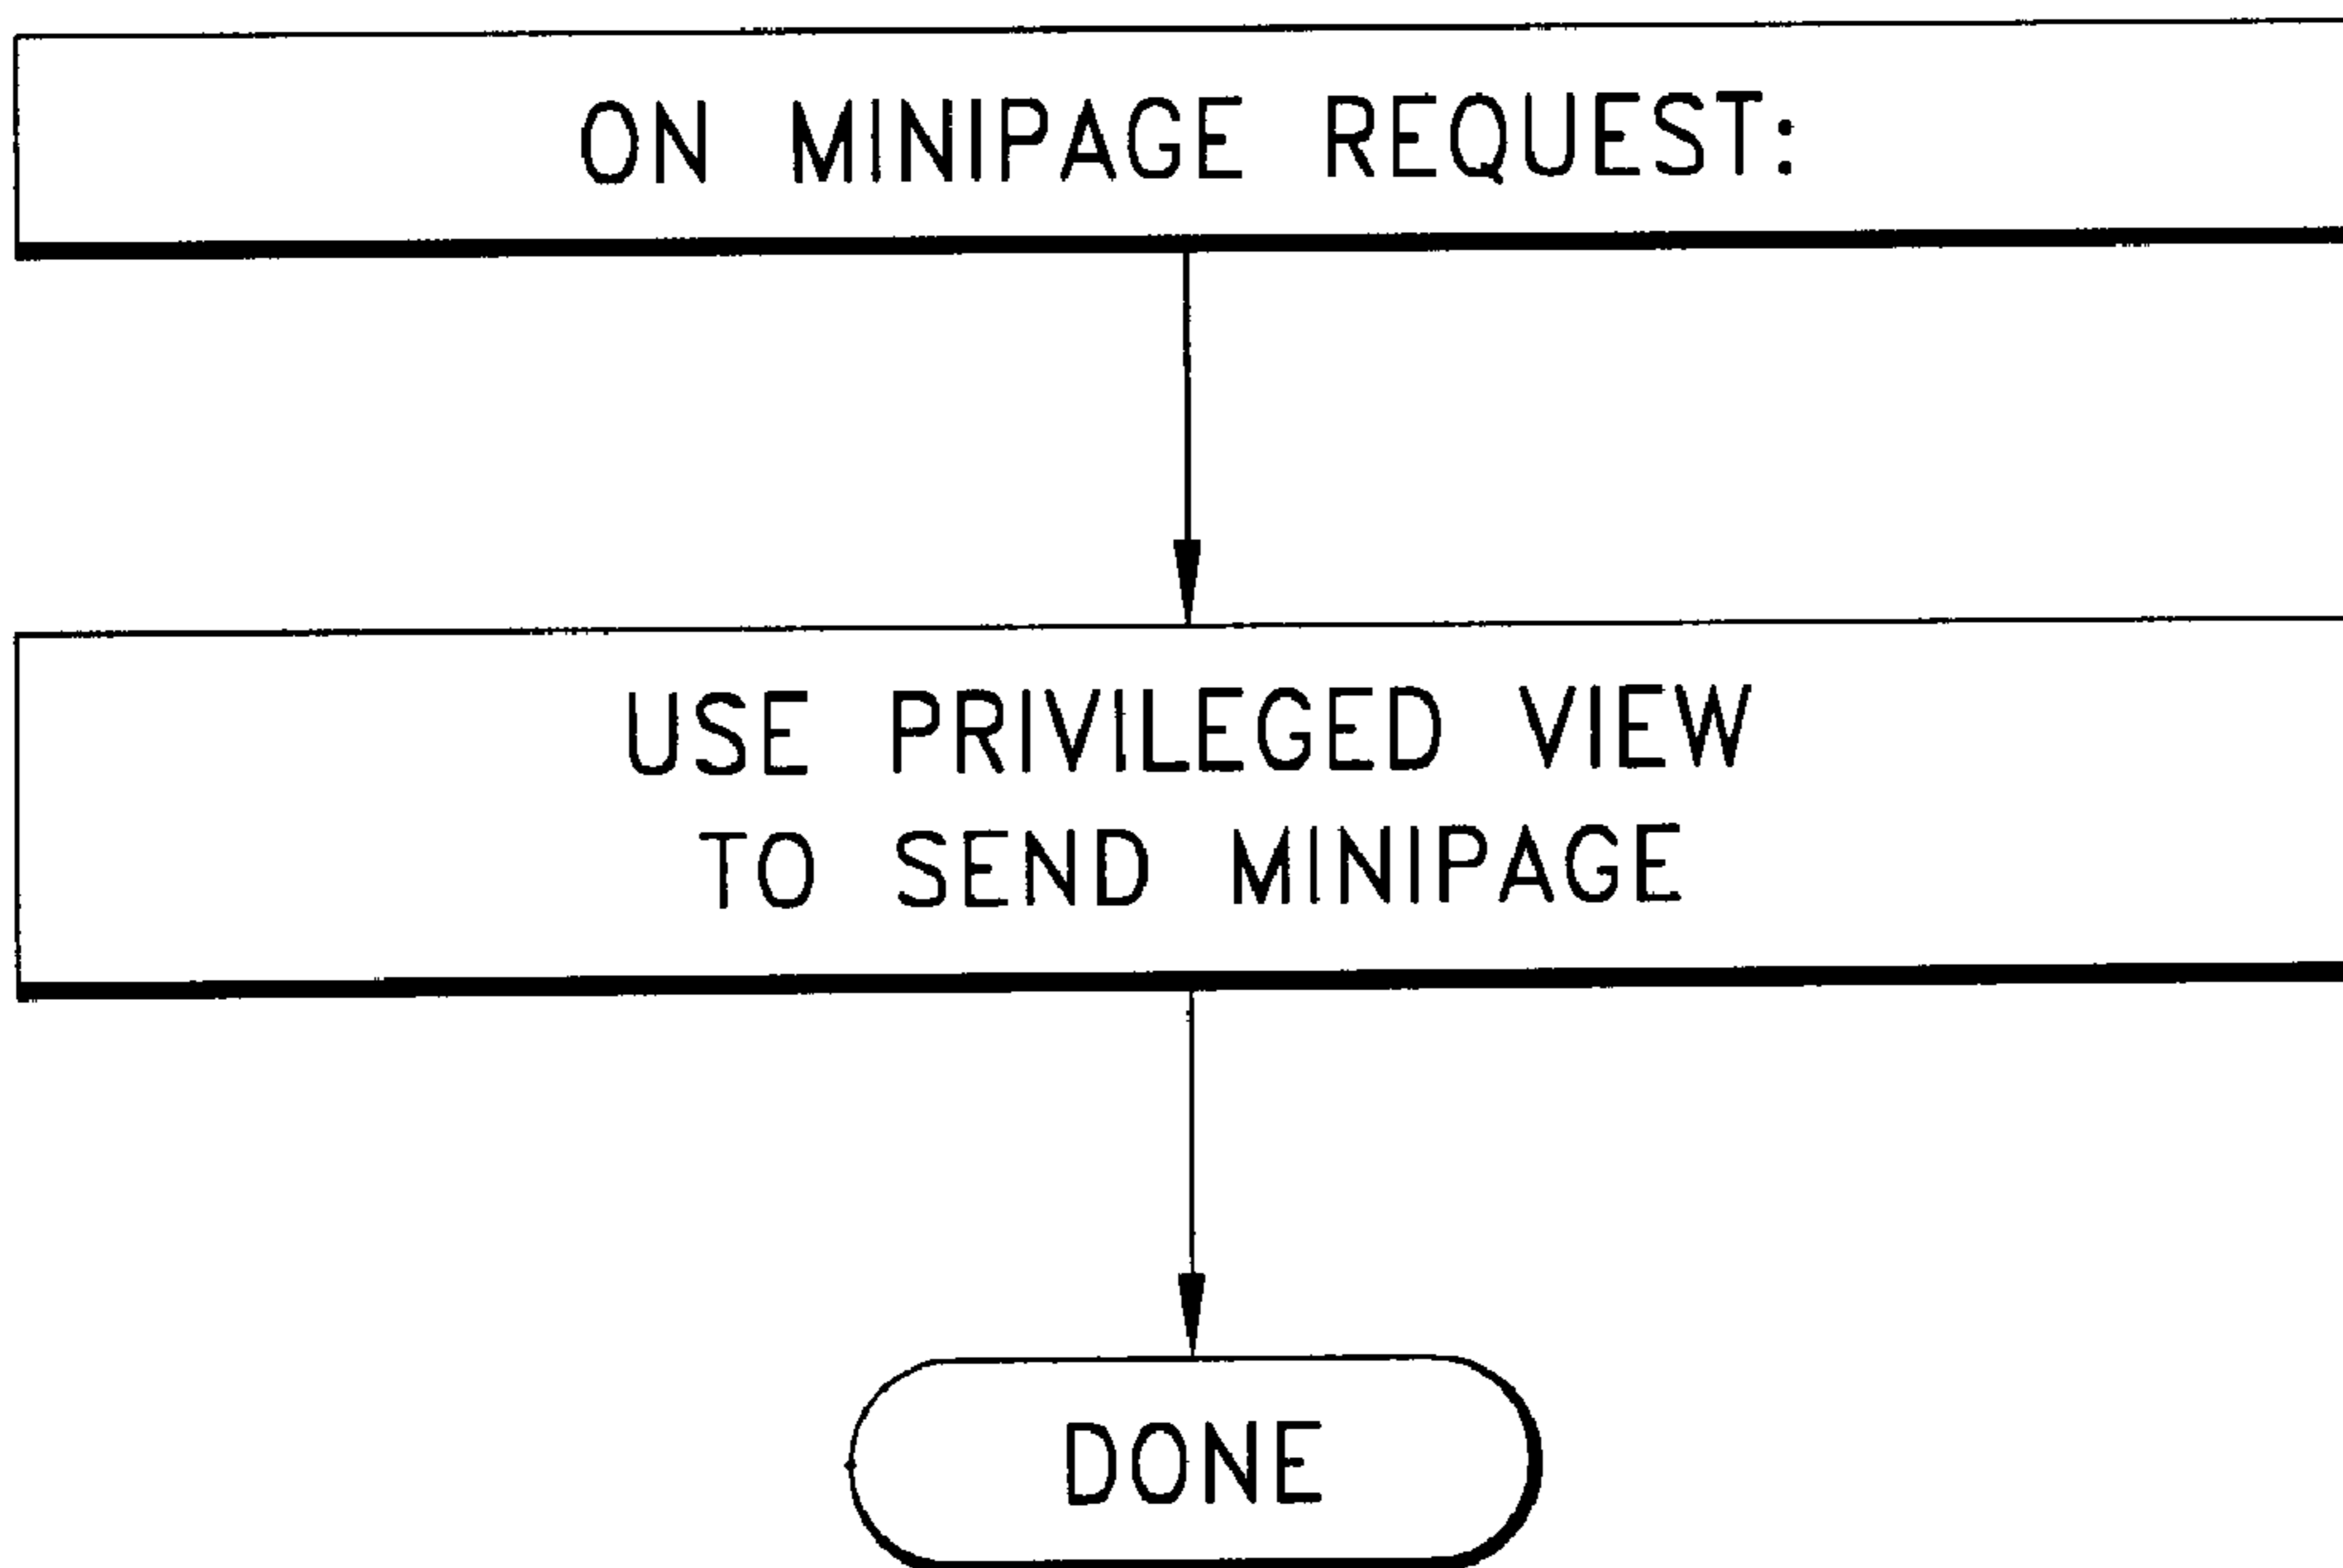 ON MINIPAGE REQUEST:
USE PRIVILEGED VIEW
TO SEND MINIPAGE
DONE